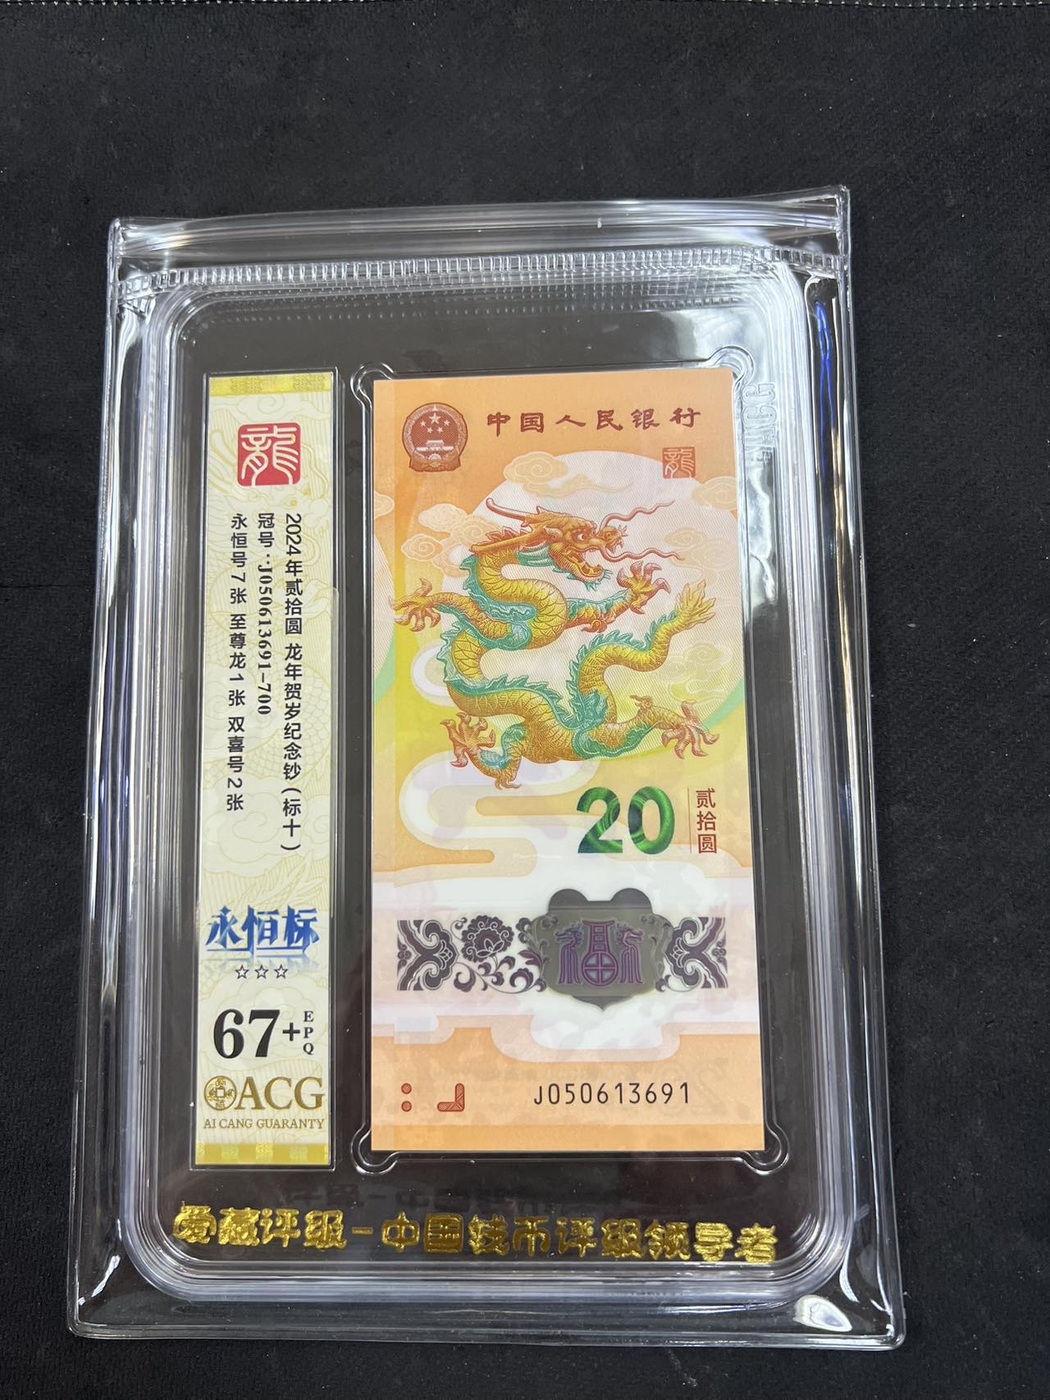 龍
2024年贰拾圆 龙年贺岁纪念钞(标十)
冠号:J050613691-700
永恒号7张 至尊龙1张 双喜号2张
永恒标
☆☆☆
67+
EPQ
ACG
AI CANG GUARANTY
中国人民银行
龍
20
贰拾圆
福
J050613691
爱藏评级-中国钱币评级领导者